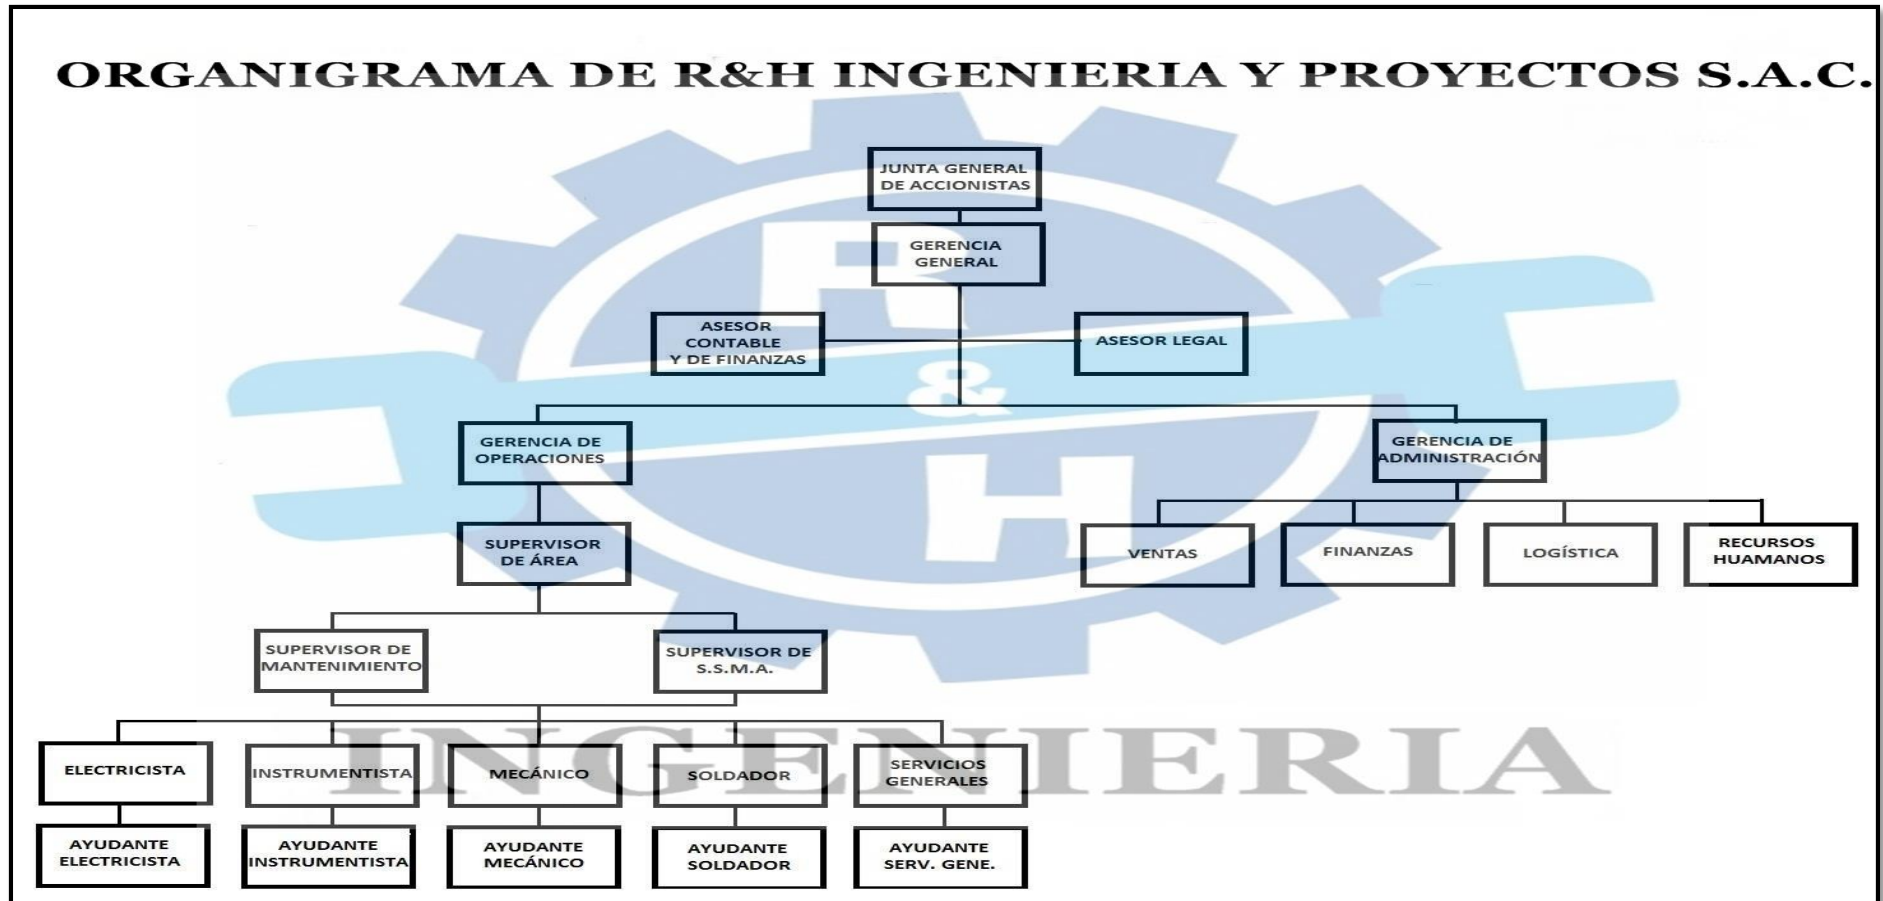 ORGANIGRAMA DE R&H INGENIERIA Y PROYECTOS S.A.C.
JUNTA GENERAL
DE ACCIONISTAS
GERENCIA
GENERAL
ASESOR
CONTABLE
Y DE FINANZAS
ASESOR LEGAL
R
&
H
GERENCIA DE
OPERACIONES
GERENCIA DE
ADMINISTRACIÓN
SUPERVISOR
DE ÁREA
VENTAS
FINANZAS
LOGÍSTICA
RECURSOS
HUAMANOS
SUPERVISOR DE
MANTENIMIENTO
SUPERVISOR DE
S.S.M.A.
INGENIERIA
ELECTRICISTA
INSTRUMENTISTA
MECÁNICO
SOLDADOR
SERVICIOS
GENERALES
AYUDANTE
ELECTRICISTA
AYUDANTE
INSTRUMENTISTA
AYUDANTE
MECÁNICO
AYUDANTE
SOLDADOR
AYUDANTE
SERV. GENE.